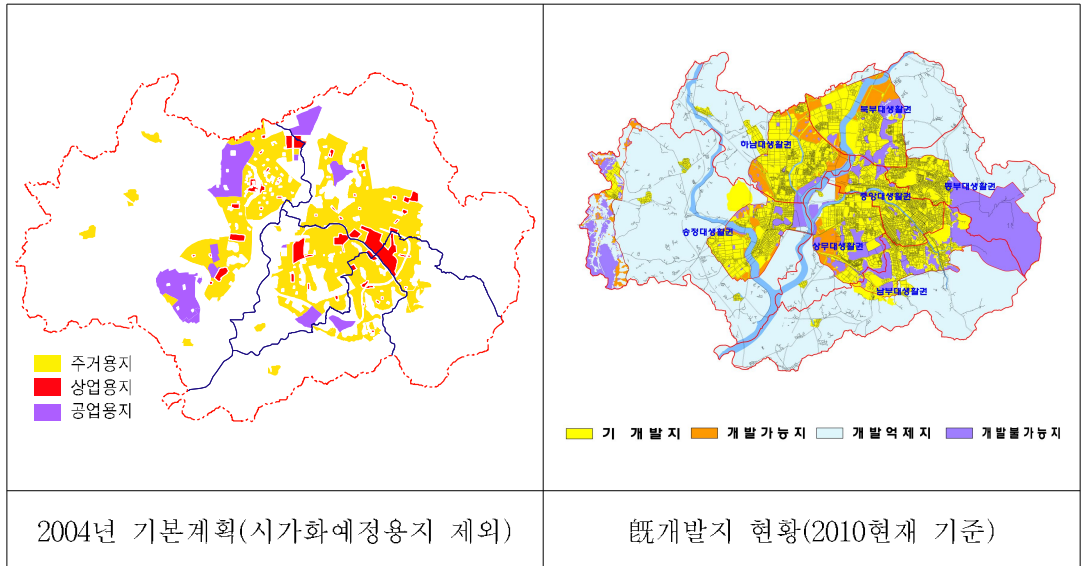 주거용지
상업용지
공업용지
2004년 기본계획(시가화예정용지 제외)
북부대생활권
하남대생활권
동부대생활권
중앙대생활권
송정대생활권
상무대생활권
남부대생활권
기 개발지
개발가능지
개발억제지
개발불가능지
旣개발지 현황(2010현재 기준)